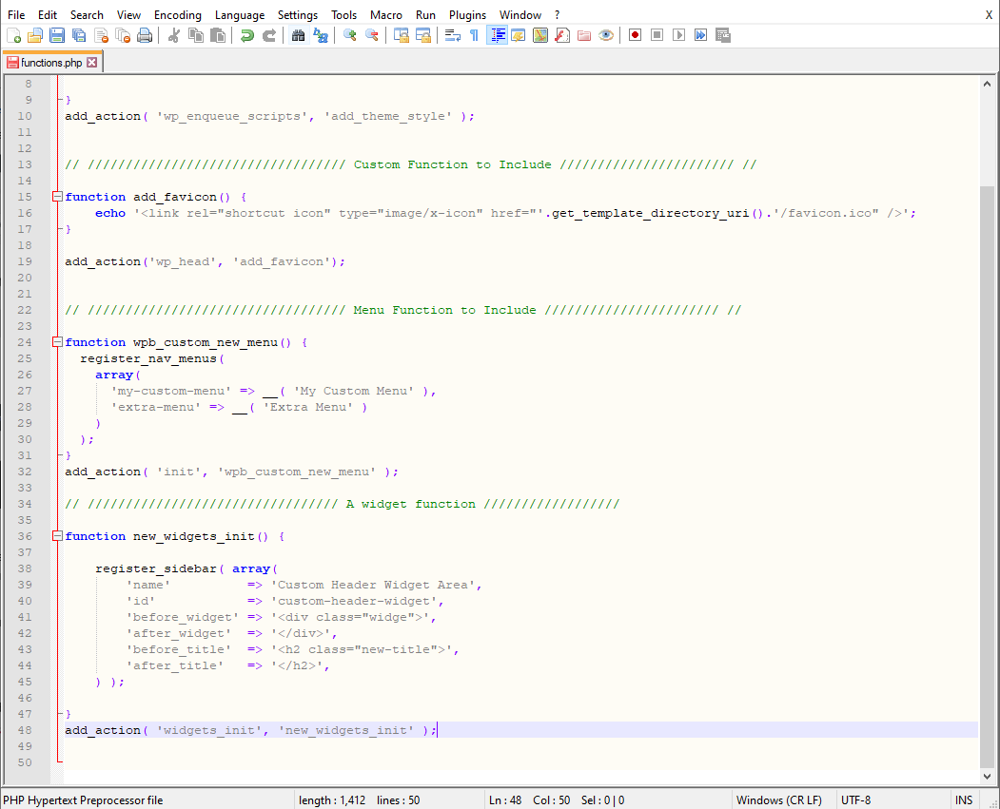 File Edit Search View Encoding Language Settings Tools Macro Run Plugins Window ? X
functions.php
8
9 }
10 add_action( 'wp_enqueue_scripts', 'add_theme_style' );
11
12
13 // ////////////////////////////////// Custom Function to Include /////////////////////// //
14
15 function add_favicon() {
16 echo '<link rel="shortcut icon" type="image/x-icon" href="'.get_template_directory_uri().'/favicon.ico" />';
17 }
18
19 add_action('wp_head', 'add_favicon');
20
21
22 // ////////////////////////////////// Menu Function to Include /////////////////////// //
23
24 function wpb_custom_new_menu() {
25 register_nav_menus(
26 array(
27 'my-custom-menu' => __( 'My Custom Menu' ),
28 'extra-menu' => __( 'Extra Menu' )
29 )
30 );
31 }
32 add_action( 'init', 'wpb_custom_new_menu' );
33
34 // ///////////////////////////////// A widget function //////////////////
35
36 function new_widgets_init() {
37
38 register_sidebar( array(
39 'name' => 'Custom Header Widget Area',
40 'id' => 'custom-header-widget',
41 'before_widget' => '<div class="widge">',
42 'after_widget' => '</div>',
43 'before_title' => '<h2 class="new-title">',
44 'after_title' => '</h2>',
45 ) );
46
47 }
48 add_action( 'widgets_init', 'new_widgets_init' );
49
50
PHP Hypertext Preprocessor file length : 1,412 lines : 50 Ln : 48 Col : 50 Sel : 0 | 0 Windows (CR LF) UTF-8 INS